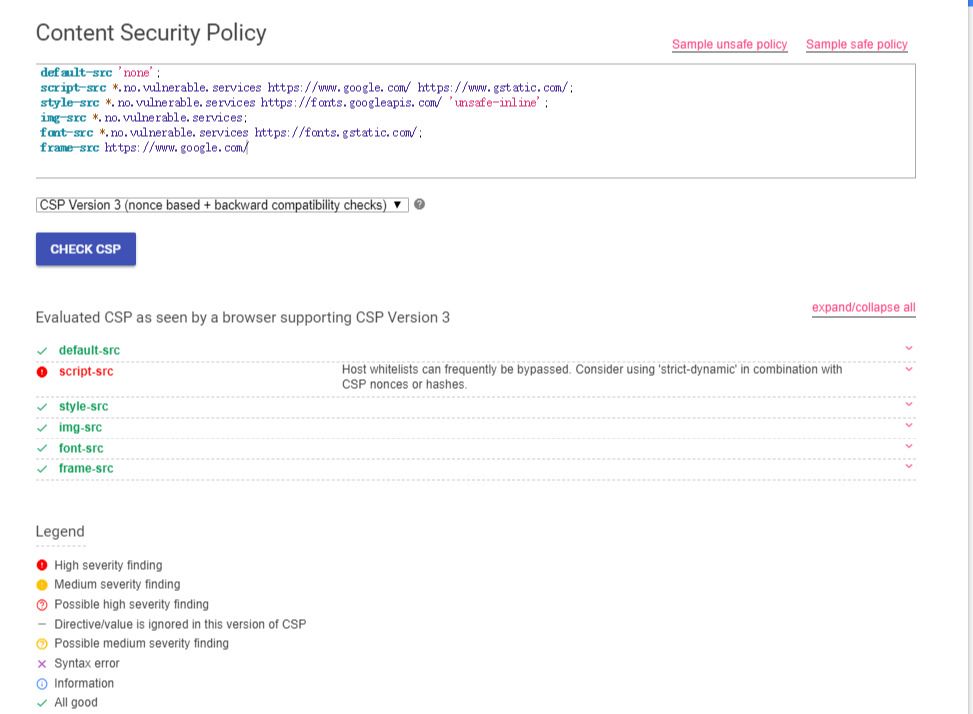 Content Security Policy
Sample unsafe policy Sample safe policy
default-src 'none';
script-src *.no.vulnerable.services https://www.google.com/ https://www.gstatic.com/;
style-src *.no.vulnerable.services https://fonts.googleapis.com/ 'unsafe-inline';
img-src *.no.vulnerable.services;
font-src *.no.vulnerable.services https://fonts.gstatic.com/;
frame-src https://www.google.com/
CSP Version 3 (nonce based + backward compatibility checks)
CHECK CSP
expand/collapse all
Evaluated CSP as seen by a browser supporting CSP Version 3
default-src
script-src Host whitelists can frequently be bypassed. Consider using 'strict-dynamic' in combination with
CSP nonces or hashes.
style-src
img-src
font-src
frame-src
Legend
High severity finding
Medium severity finding
Possible high severity finding
Directive/value is ignored in this version of CSP
Possible medium severity finding
Syntax error
Information
All good